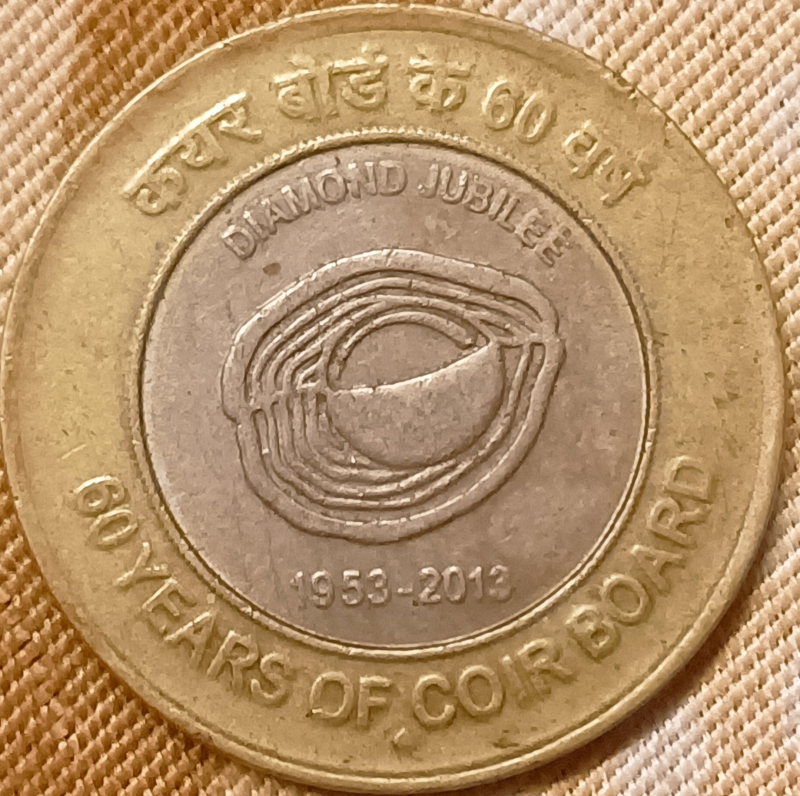 कयर बोर्ड के 60 वर्ष
DIAMOND JUBILEE
1953-2013
60 YEARS OF COIR BOARD